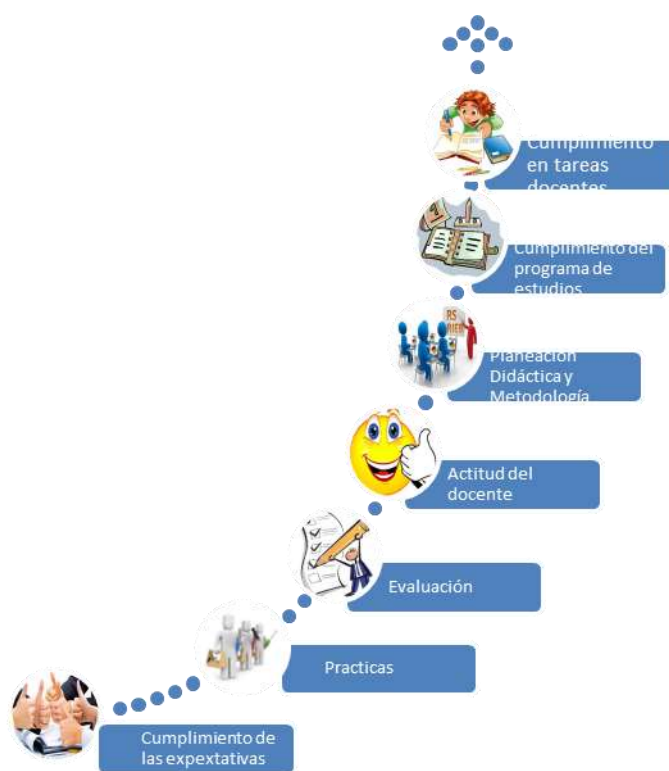 Cumplimiento
en tareas
docentes
Cumplimiento del
programa de
estudios
RS
Planeación
Didáctica y
Metodología
Actitud del
docente
Evaluación
Practicas
Cumplimiento de
las expextativas